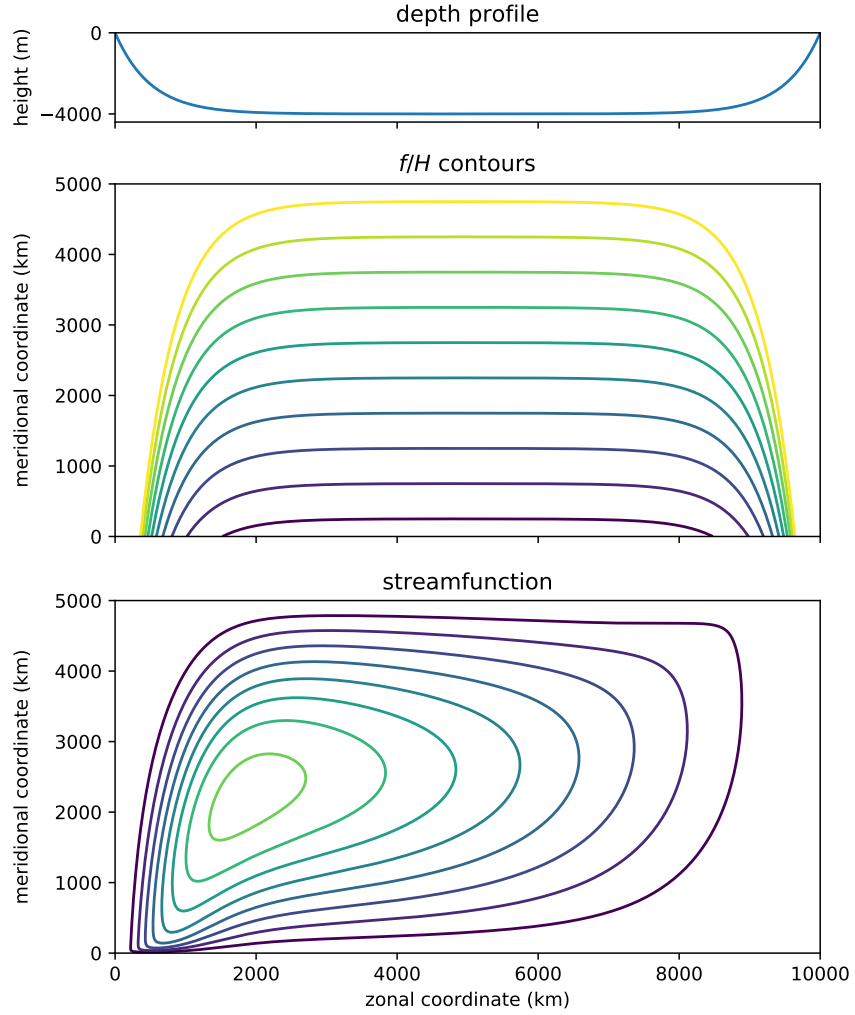 depth profile
height (m)
0
−4000
f/H contours
meridional coordinate (km)
5000
4000
3000
2000
1000
0
streamfunction
meridional coordinate (km)
5000
4000
3000
2000
1000
0
0 2000 4000 6000 8000 10000
zonal coordinate (km)